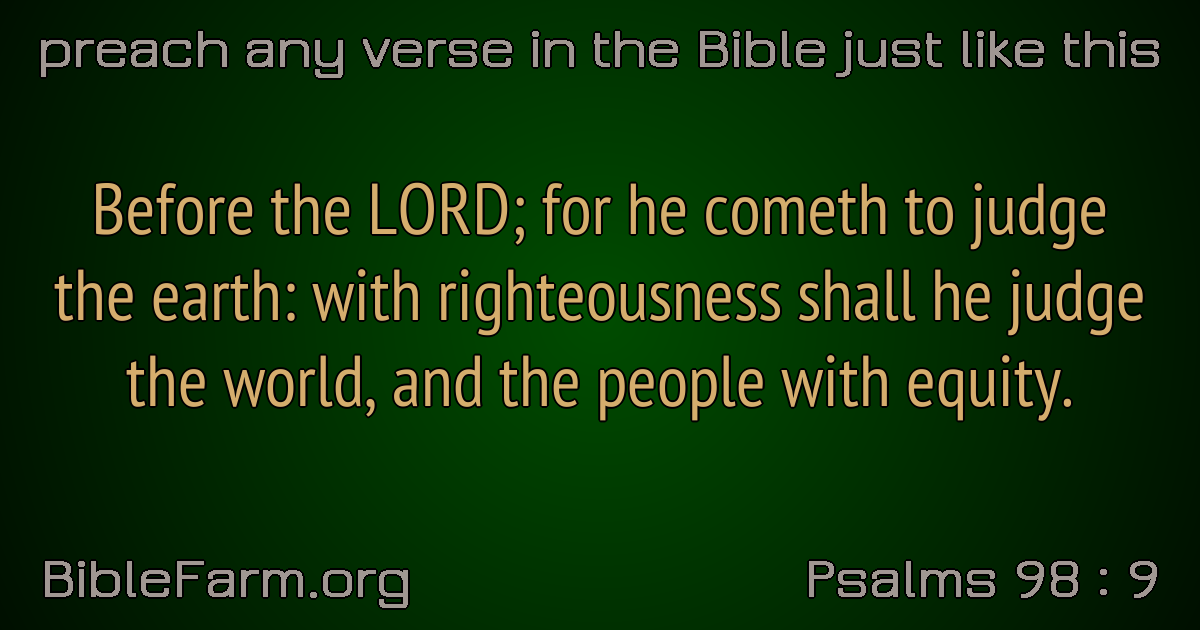 preach any verse in the Bible just like this
Before the LORD; for he cometh to judge
the earth: with righteousness shall he judge
the world, and the people with equity.
BibleFarm.org
Psalms 98 : 9